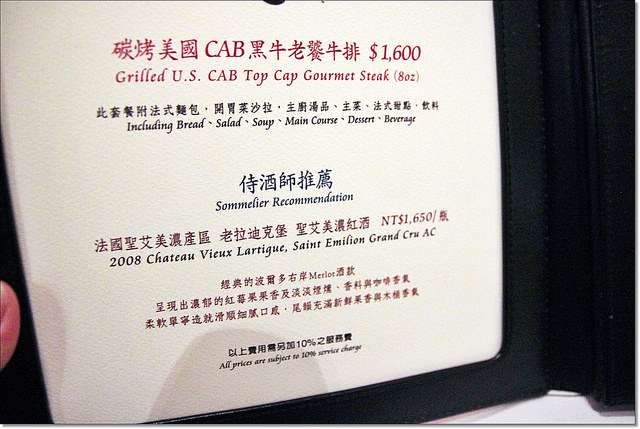 碳烤美國 CAB 黑牛老饕牛排 $1,600
Grilled U.S. CAB Top Cap Gourmet Steak (8oz)
此套餐附法式麵包，開胃菜沙拉，主廚湯品、主菜、法式甜點，飲料
Including Bread、Salad、Soup、Main Course、Dessert、Beverage
侍酒師推薦
Sommelier Recommendation
法國聖艾美濃產區 老拉迪克堡 聖艾美濃紅酒 NT$1,650/瓶
2008 Chateau Vieux Lartigue, Saint Emilion Grand Cru AC
經典的波爾多右岸Merlot酒款
呈現出濃郁的紅莓果果香及淡淡煙燻、香料與咖啡香氣
柔軟單寧造就滑順細膩口感，尾韻充滿新鮮果香與木桶香氣
以上費用需另加10%之服務費
All prices are subject to 10% service charge